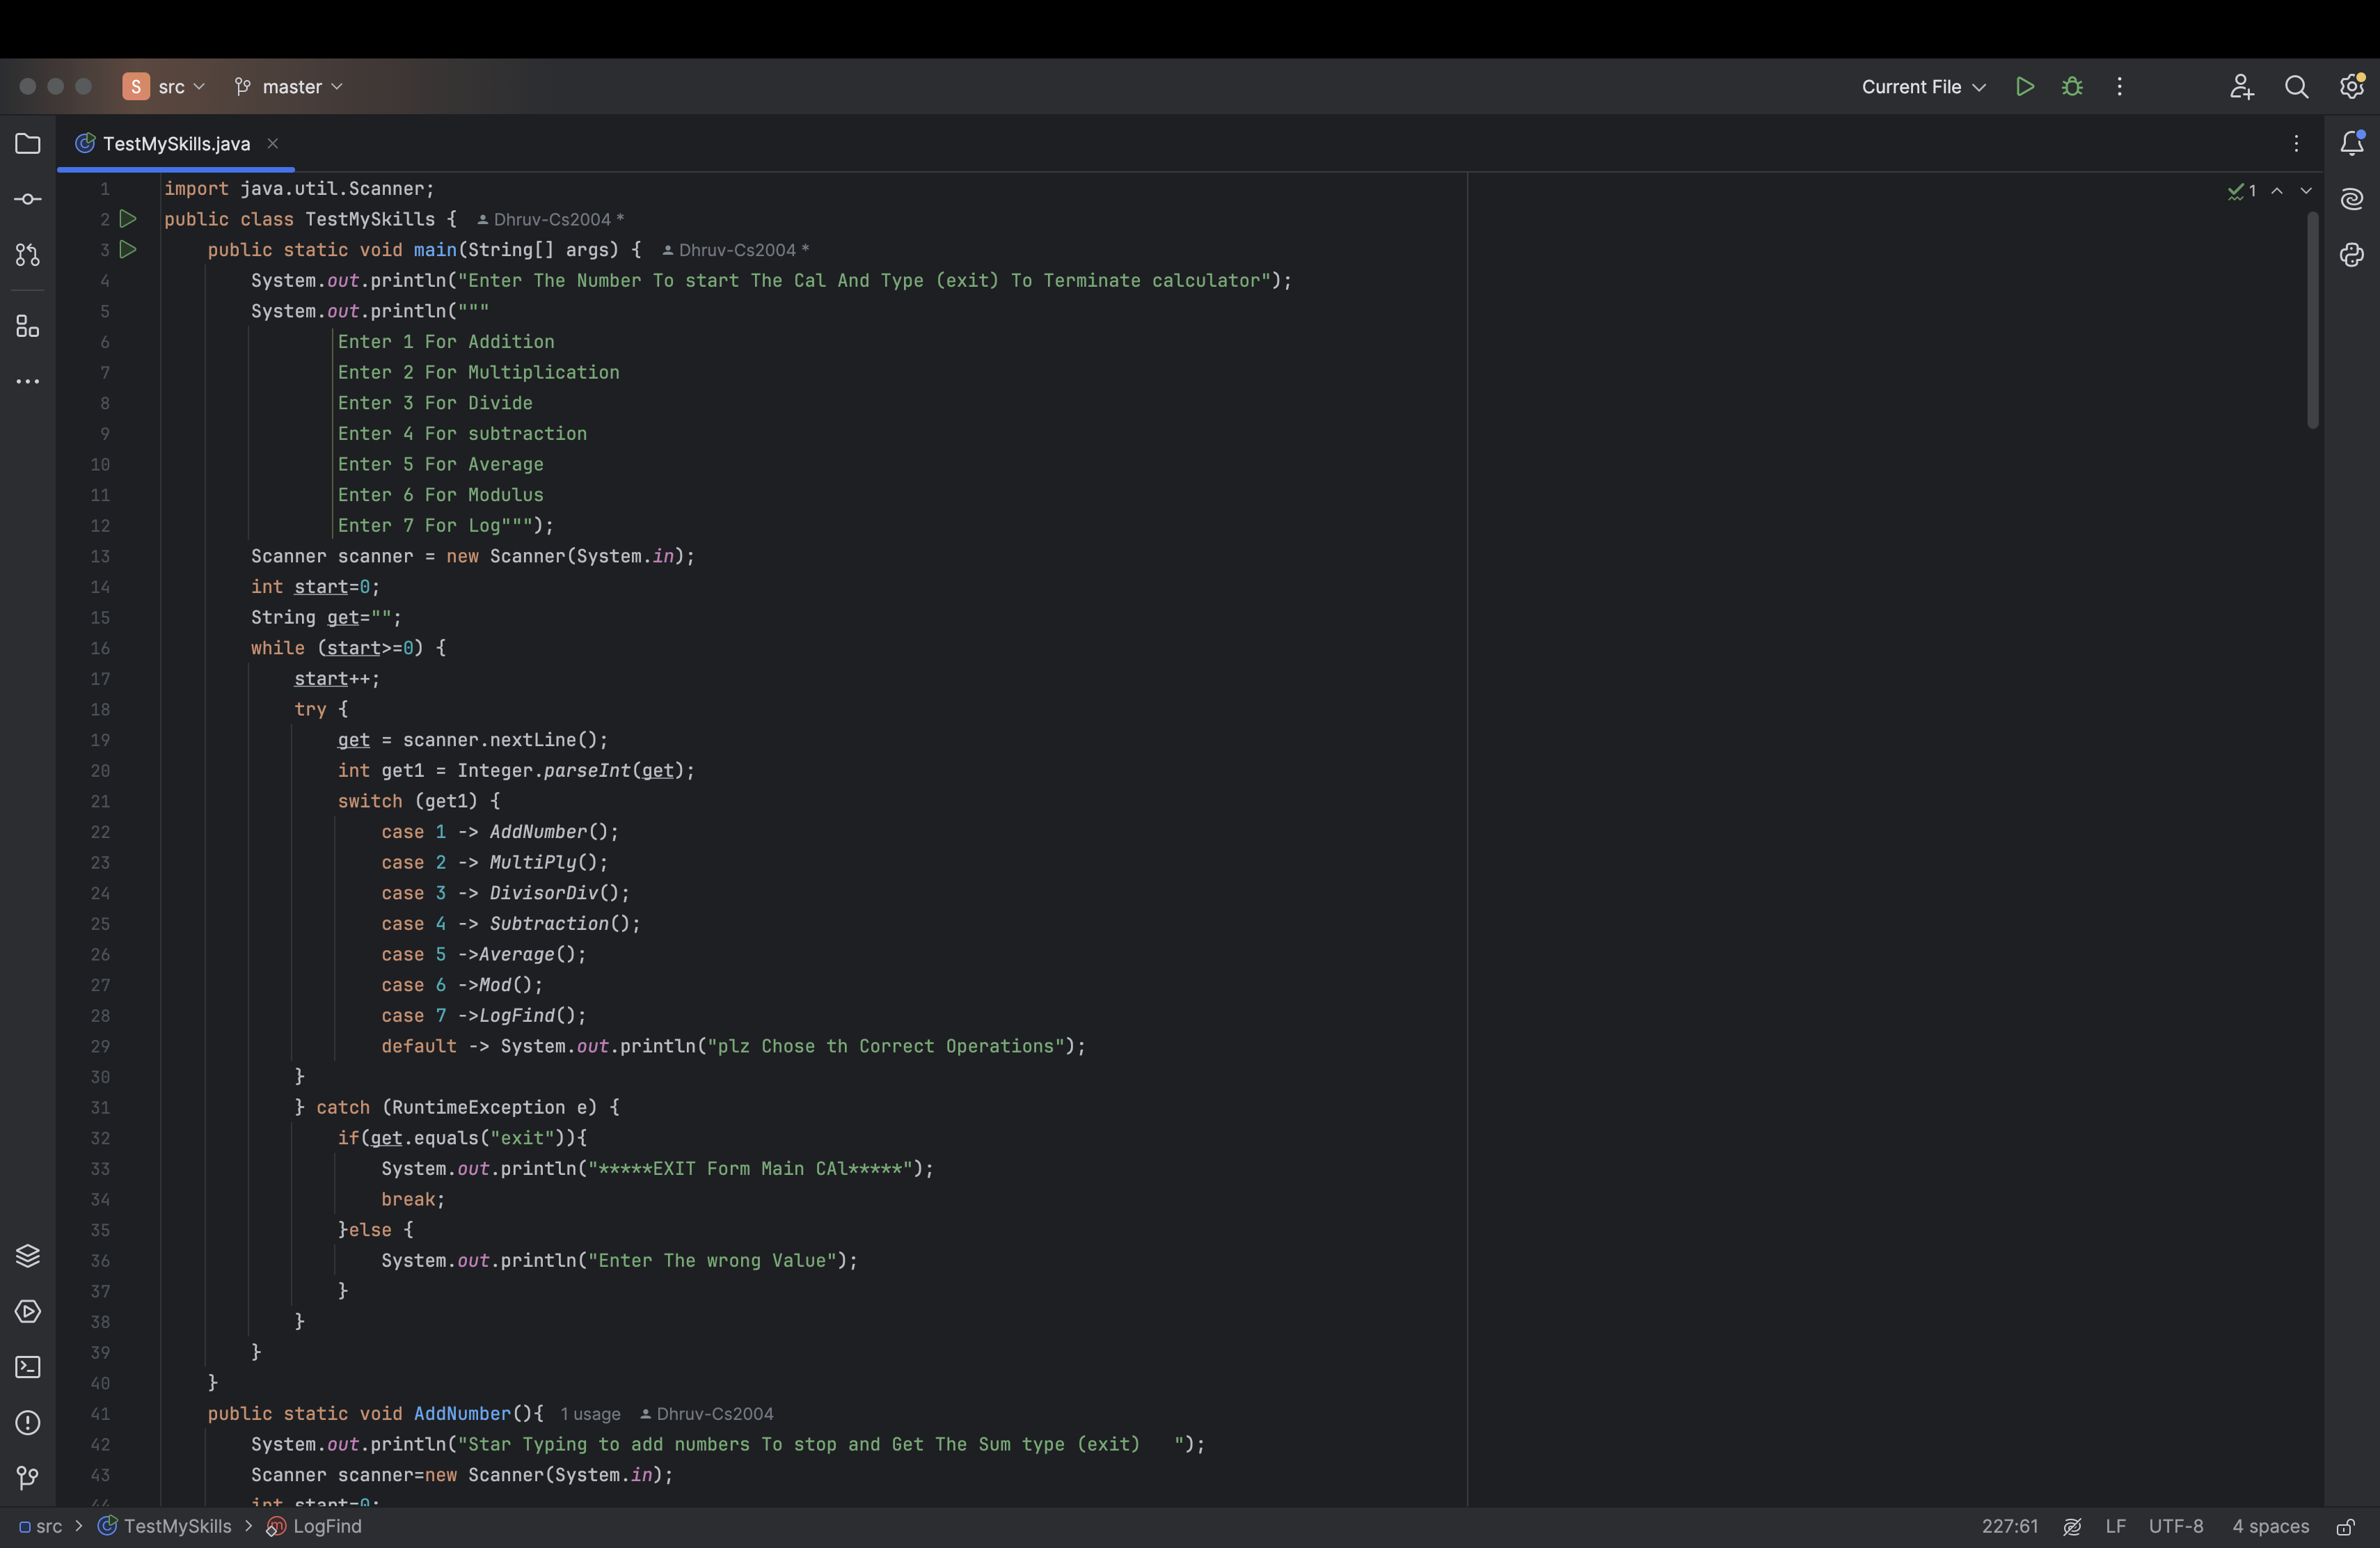 S src master Current File
TestMySkills.java
1 import java.util.Scanner;
2 public class TestMySkills { Dhruv-Cs2004 *
3 public static void main(String[] args) { Dhruv-Cs2004 *
4 System.out.println("Enter The Number To start The Cal And Type (exit) To Terminate calculator");
5 System.out.println("""
6 Enter 1 For Addition
7 Enter 2 For Multiplication
8 Enter 3 For Divide
9 Enter 4 For subtraction
10 Enter 5 For Average
11 Enter 6 For Modulus
12 Enter 7 For Log""");
13 Scanner scanner = new Scanner(System.in);
14 int start=0;
15 String get="";
16 while (start>=0) {
17 start++;
18 try {
19 get = scanner.nextLine();
20 int get1 = Integer.parseInt(get);
21 switch (get1) {
22 case 1 -> AddNumber();
23 case 2 -> MultiPly();
24 case 3 -> DivisorDiv();
25 case 4 -> Subtraction();
26 case 5 ->Average();
27 case 6 ->Mod();
28 case 7 ->LogFind();
29 default -> System.out.println("plz Chose th Correct Operations");
30 }
31 } catch (RuntimeException e) {
32 if(get.equals("exit")){
33 System.out.println("*****EXIT Form Main CAl*****");
34 break;
35 }else {
36 System.out.println("Enter The wrong Value");
37 }
38 }
39 }
40 }
41 public static void AddNumber(){ 1 usage Dhruv-Cs2004
42 System.out.println("Star Typing to add numbers To stop and Get The Sum type (exit)   ");
43 Scanner scanner=new Scanner(System.in);
44 int start=0;
1
src > TestMySkills > LogFind 227:61 LF UTF-8 4 spaces